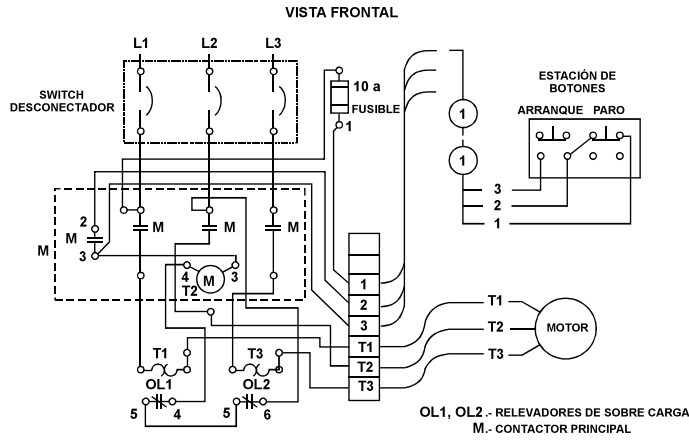 VISTA FRONTAL
L1 L2 L3
SWITCH
DESCONECTADOR
10 a
FUSIBLE
1
ESTACIÓN DE
BOTONES
ARRANQUE PARO
1
1
3
2
1
2
M
3
M
M
M
M
4
M
3
T2
1
2
3
T1
T2
T3
T1
T2
T3
MOTOR
T1
T3
OL1
OL2
5 4
5 6
OL1, OL2 .- RELEVADORES DE SOBRE CARGA
M.- CONTACTOR PRINCIPAL